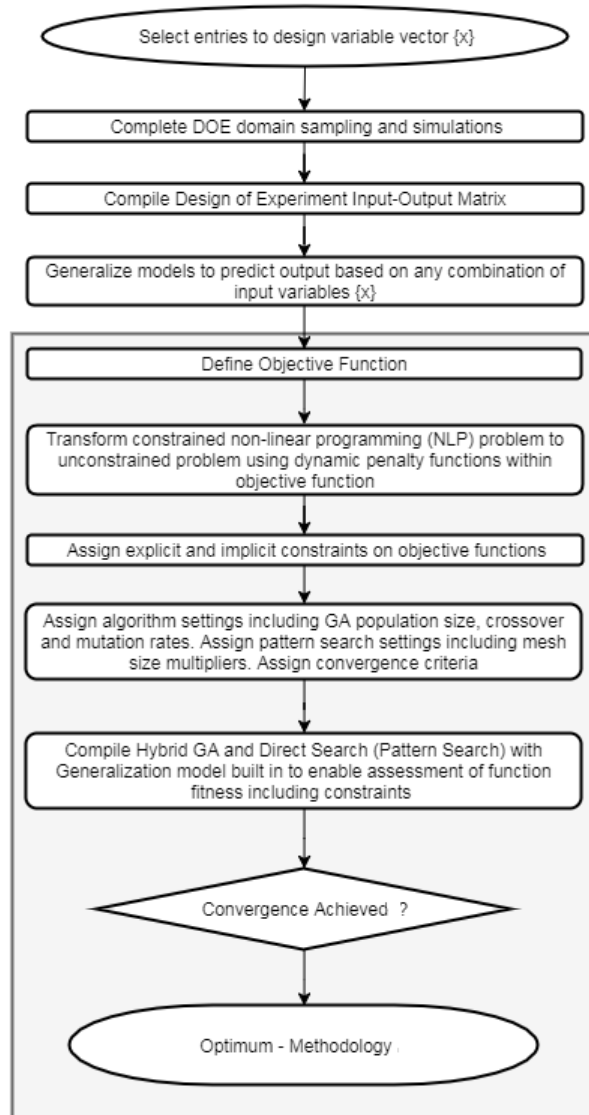 Select entries to design variable vector {x}
Complete DOE domain sampling and simulations
Compile Design of Experiment Input-Output Matrix
Generalize models to predict output based on any combination of
input variables {x}
Define Objective Function
Transform constrained non-linear programming (NLP) problem to
unconstrained problem using dynamic penalty functions within
objective function
Assign explicit and implicit constraints on objective functions
Assign algorithm settings including GA population size, crossover
and mutation rates. Assign pattern search settings including mesh
size multipliers. Assign convergence criteria
Compile Hybrid GA and Direct Search (Pattern Search) with
Generalization model built in to enable assessment of function
fitness including constraints
Convergence Achieved ?
Optimum - Methodology